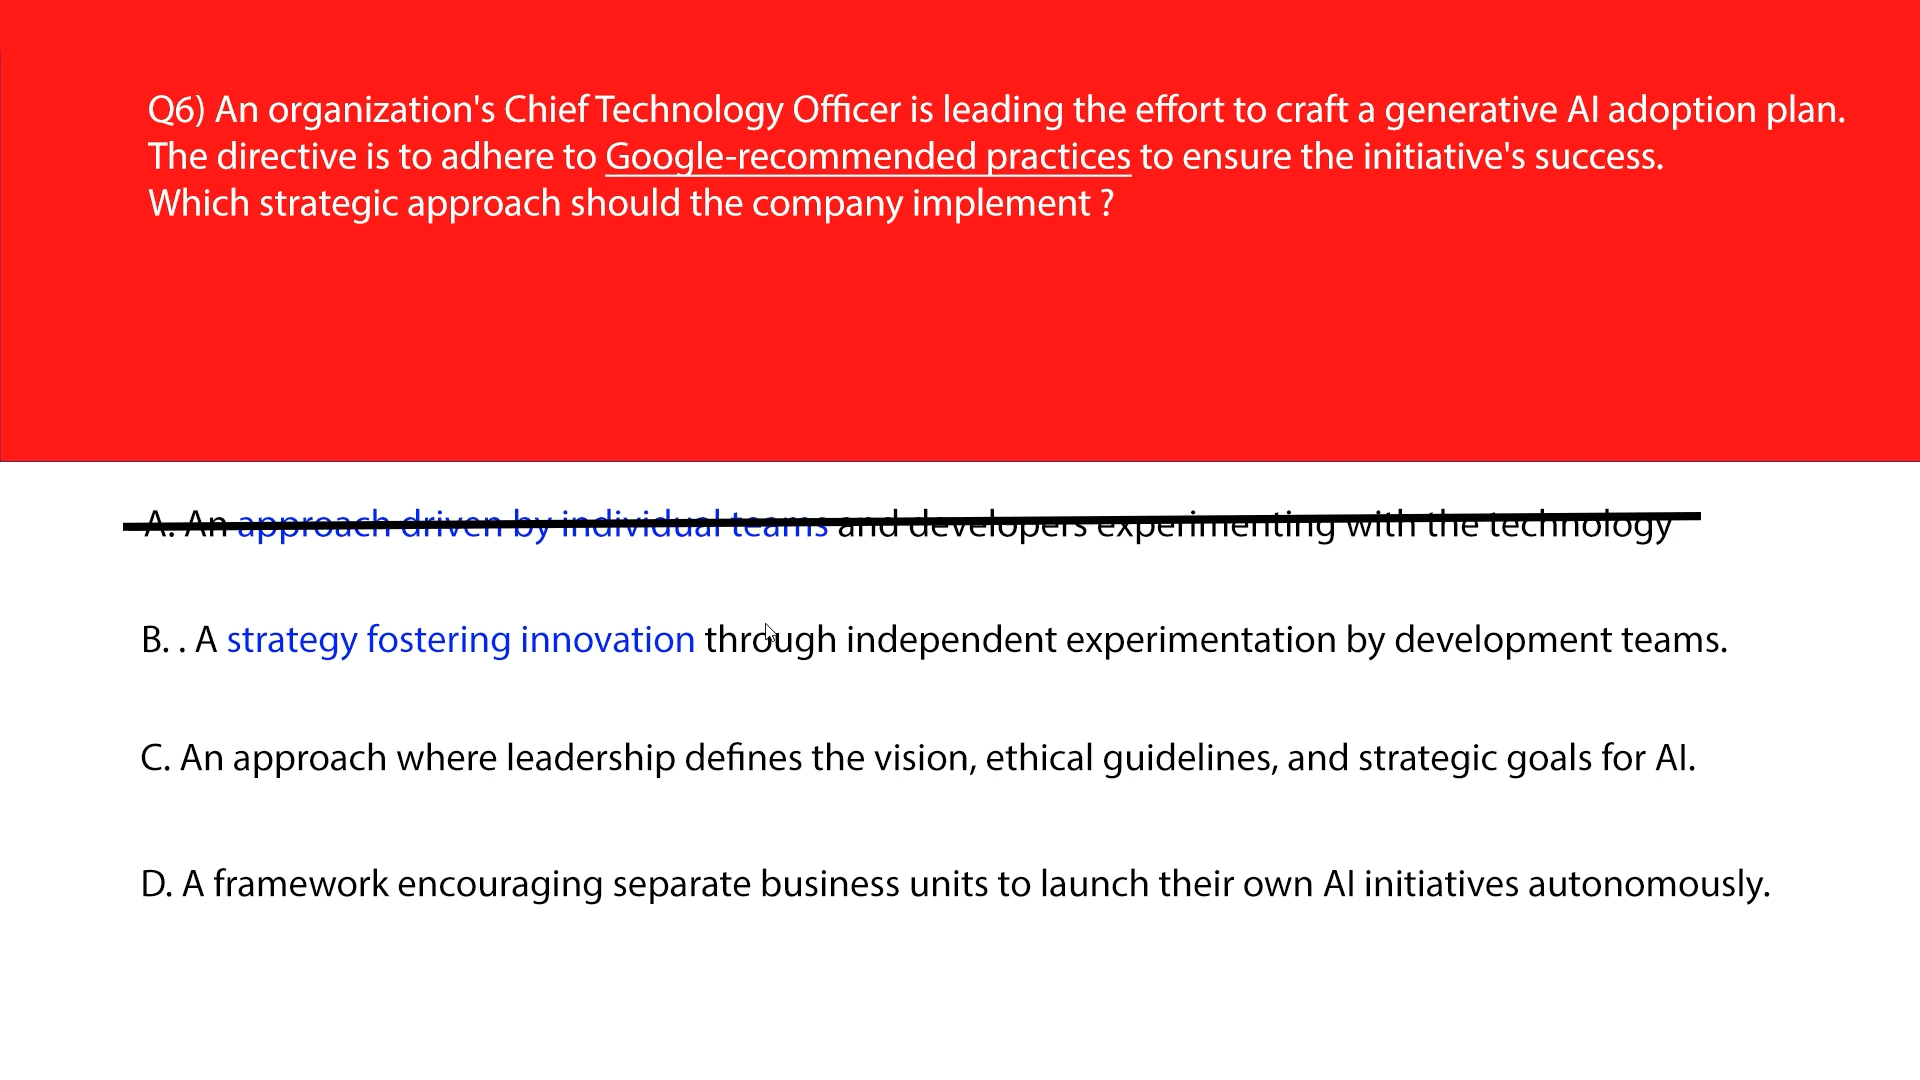 Q6) An organization's Chief Technology Officer is leading the effort to craft a generative AI adoption plan.
The directive is to adhere to Google-recommended practices to ensure the initiative's success.
Which strategic approach should the company implement ?
A. An approach driven by individual teams and developers experimenting with the technology
B. . A strategy fostering innovation through independent experimentation by development teams.
C. An approach where leadership defines the vision, ethical guidelines, and strategic goals for AI.
D. A framework encouraging separate business units to launch their own AI initiatives autonomously.